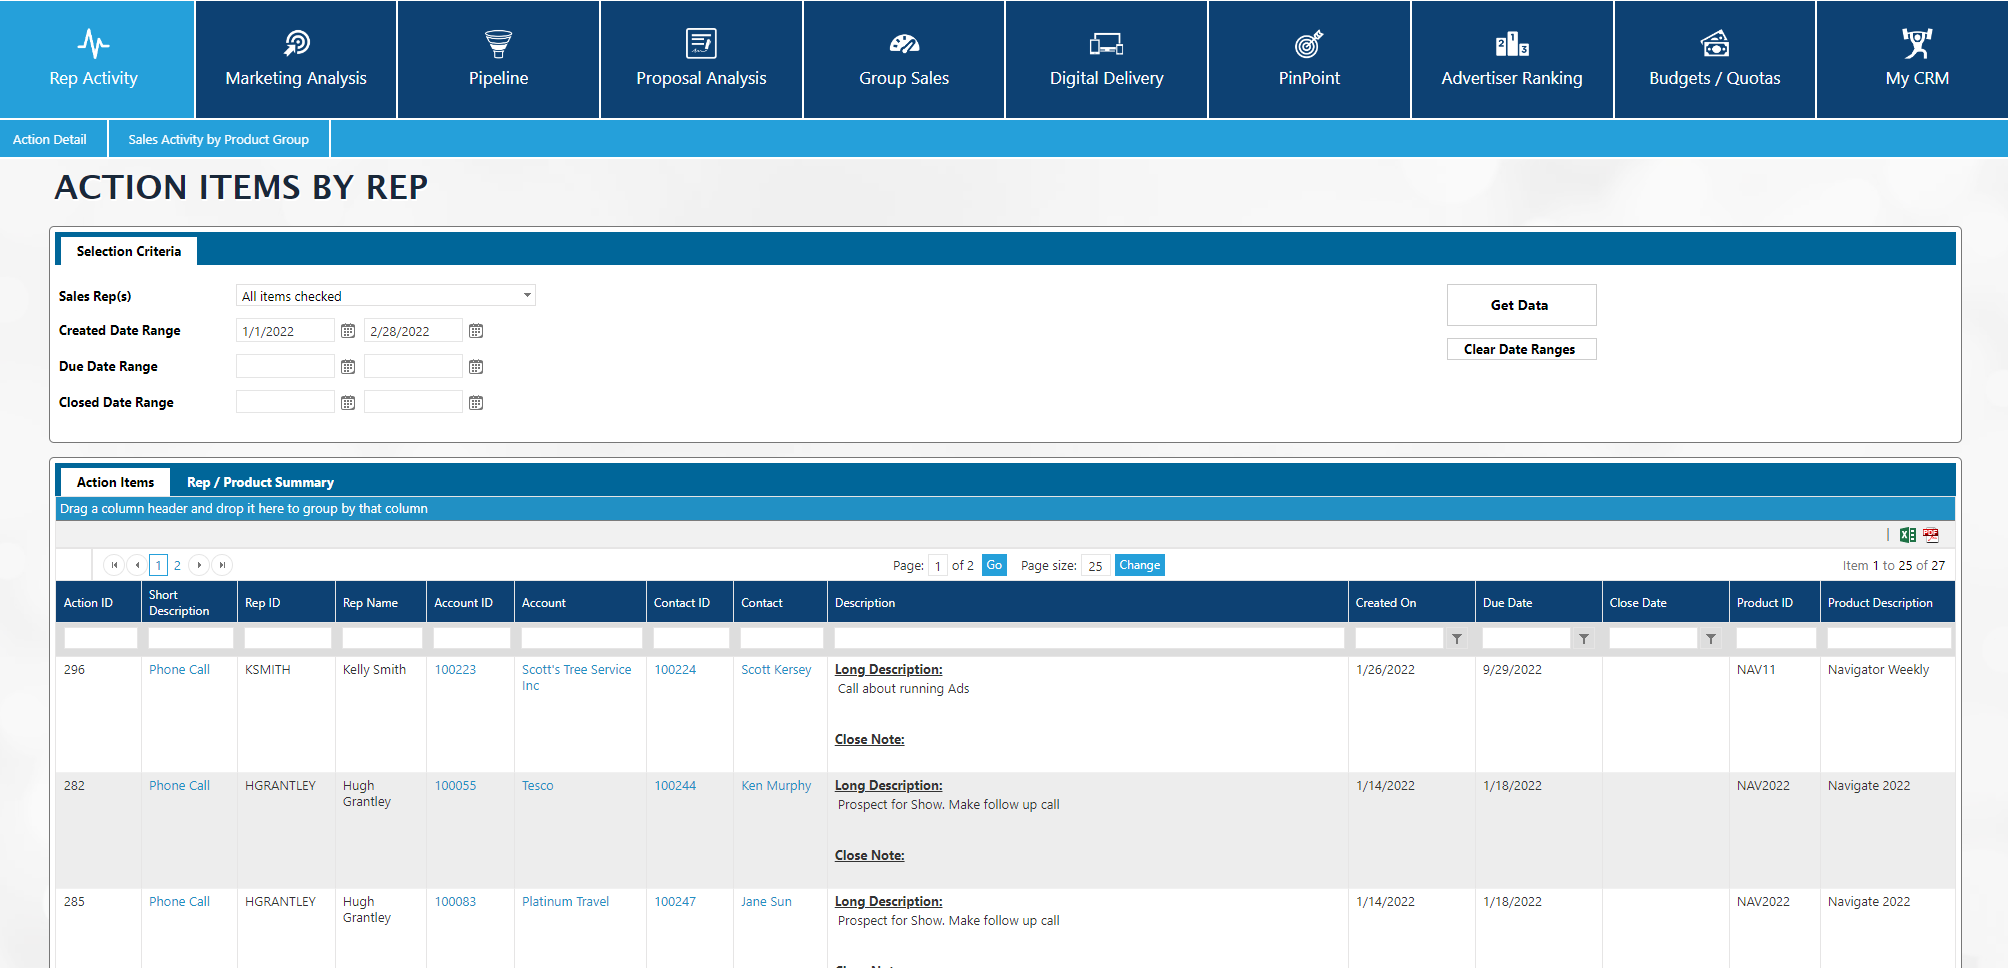 Rep Activity
Marketing Analysis
Pipeline
Proposal Analysis
Group Sales
Digital Delivery
PinPoint
2 1 3
Advertiser Ranking
Budgets / Quotas
My CRM
Action Detail
Sales Activity by Product Group
ACTION ITEMS BY REP
Selection Criteria
Sales Rep(s)
All items checked
Get Data
Created Date Range
1/1/2022
2/28/2022
Clear Date Ranges
Due Date Range
Closed Date Range
Action Items
Rep / Product Summary
Drag a column header and drop it here to group by that column
PDF
1
2
Page: 1 of 2 Go
Page size: 25 Change
Item 1 to 25 of 27
Action ID
Short
Description
Rep ID
Rep Name
Account ID
Account
Contact ID
Contact
Description
Created On
Due Date
Close Date
Product ID
Product Description
296
Phone Call
KSMITH
Kelly Smith
100223
Scott's Tree Service
Inc
100224
Scott Kersey
Long Description:
Call about running Ads
Close Note:
1/26/2022
9/29/2022
NAV11
Navigator Weekly
282
Phone Call
HGRANTLEY
Hugh
Grantley
100055
Tesco
100244
Ken Murphy
Long Description:
Prospect for Show. Make follow up call
Close Note:
1/14/2022
1/18/2022
NAV2022
Navigate 2022
285
Phone Call
HGRANTLEY
Hugh
Grantley
100083
Platinum Travel
100247
Jane Sun
Long Description:
Prospect for Show. Make follow up call
1/14/2022
1/18/2022
NAV2022
Navigate 2022